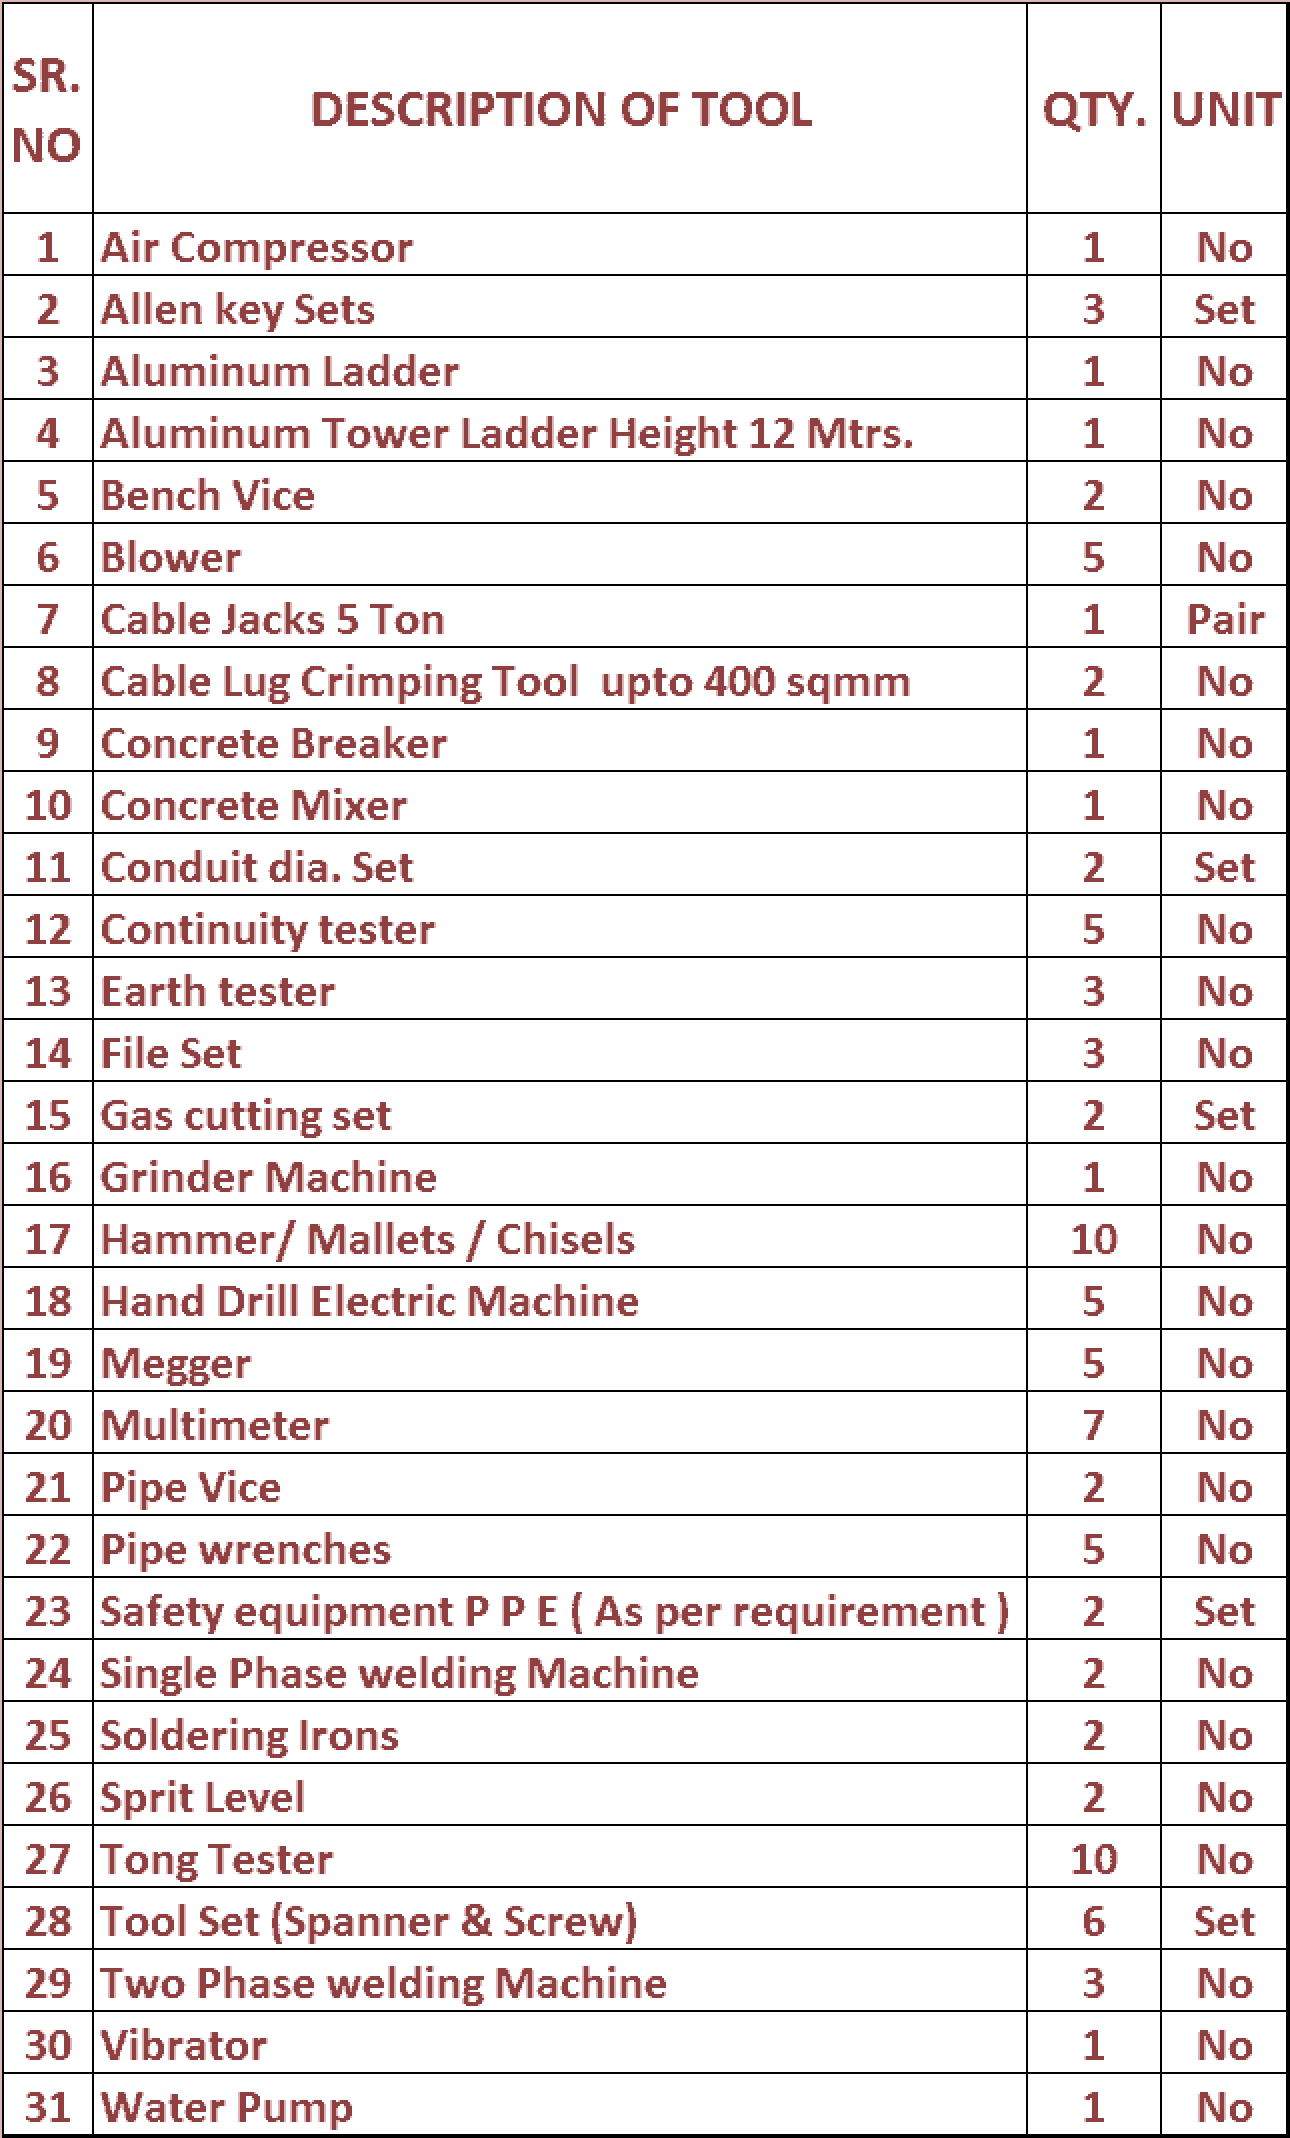 SR. NO DESCRIPTION OF TOOL QTY. UNIT
1 Air Compressor 1 No
2 Allen key Sets 3 Set
3 Aluminum Ladder 1 No
4 Aluminum Tower Ladder Height 12 Mtrs. 1 No
5 Bench Vice 2 No
6 Blower 5 No
7 Cable Jacks 5 Ton 1 Pair
8 Cable Lug Crimping Tool  upto 400 sqmm 2 No
9 Concrete Breaker 1 No
10 Concrete Mixer 1 No
11 Conduit dia. Set 2 Set
12 Continuity tester 5 No
13 Earth tester 3 No
14 File Set 3 No
15 Gas cutting set 2 Set
16 Grinder Machine 1 No
17 Hammer/ Mallets / Chisels 10 No
18 Hand Drill Electric Machine 5 No
19 Megger 5 No
20 Multimeter 7 No
21 Pipe Vice 2 No
22 Pipe wrenches 5 No
23 Safety equipment P P E ( As per requirement ) 2 Set
24 Single Phase welding Machine 2 No
25 Soldering Irons 2 No
26 Sprit Level 2 No
27 Tong Tester 10 No
28 Tool Set (Spanner & Screw) 6 Set
29 Two Phase welding Machine 3 No
30 Vibrator 1 No
31 Water Pump 1 No